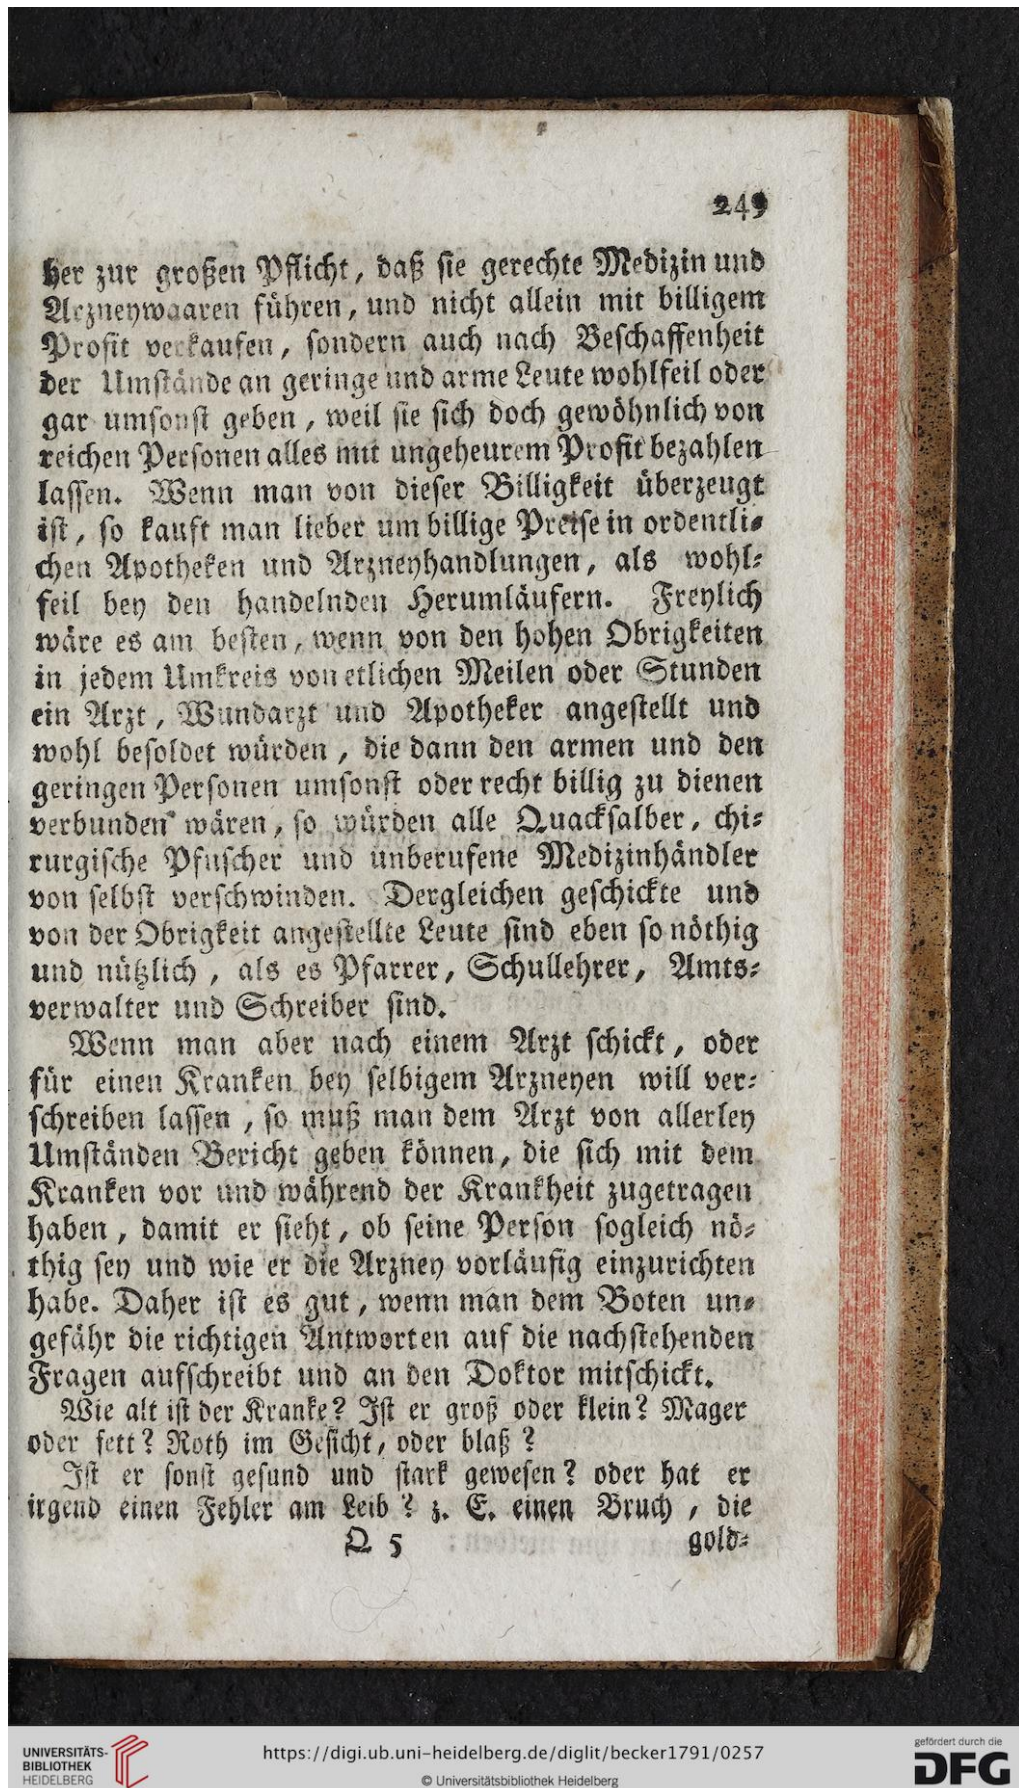 249
her zur großen Pflicht, daß sie gerechte Medizin und
Arzneywaaren führen, und nicht allein mit billigem
Profit verkaufen, sondern auch nach Beschaffenheit
der Umstände an geringe und arme Leute wohlfeil oder
gar umsonst geben, weil sie sich doch gewöhnlich von
reichen Personen alles mit ungeheurem Profit bezahlen
lassen. Wenn man von dieser Billigkeit überzeugt
ist, so kauft man lieber um billige Preise in ordentli-
chen Apotheken und Arzneyhandlungen, als wohl-
feil bey den handelnden Herumläufern. Freylich
wäre es am besten, wenn von den hohen Obrigkeiten
in jedem Umkreis von etlichen Meilen oder Stunden
ein Arzt, Wundarzt und Apotheker angestellt und
wohl besoldet würden, die dann den armen und den
geringen Personen umsonst oder recht billig zu dienen
verbunden wären, so würden alle Quacksalber, chi-
rurgische Pfuscher und unberufene Medizinhändler
von selbst verschwinden. Dergleichen geschickte und
von der Obrigkeit angestellte Leute sind eben so nöthig
und nützlich, als es Pfarrer, Schullehrer, Amts-
verwalter und Schreiber sind.
Wenn man aber nach einem Arzt schickt, oder
für einen Kranken bey selbigem Arzneyen will ver-
schreiben lassen, so muß man dem Arzt von allerley
Umständen Bericht geben können, die sich mit dem
Kranken vor und während der Krankheit zugetragen
haben, damit er sieht, ob seine Person sogleich nö-
thig sey und wie er die Arzney vorläufig einzurichten
habe. Daher ist es gut, wenn man dem Boten un-
gefähr die richtigen Antworten auf die nachstehenden
Fragen aufschreibt und an den Doktor mitschickt.
Wie alt ist der Kranke? Ist er groß oder klein? Mager
oder fett? Roth im Gesicht, oder blaß?
Ist er sonst gesund und stark gewesen? oder hat er
irgend einen Fehler am Leib? z. E. einen Bruch, die
Q 5 gold-
UNIVERSITÄTS-
BIBLIOTHEK
HEIDELBERG
https://digi.ub.uni-heidelberg.de/diglit/becker1791/0257
© Universitätsbibliothek Heidelberg
gefördert durch die
DFG